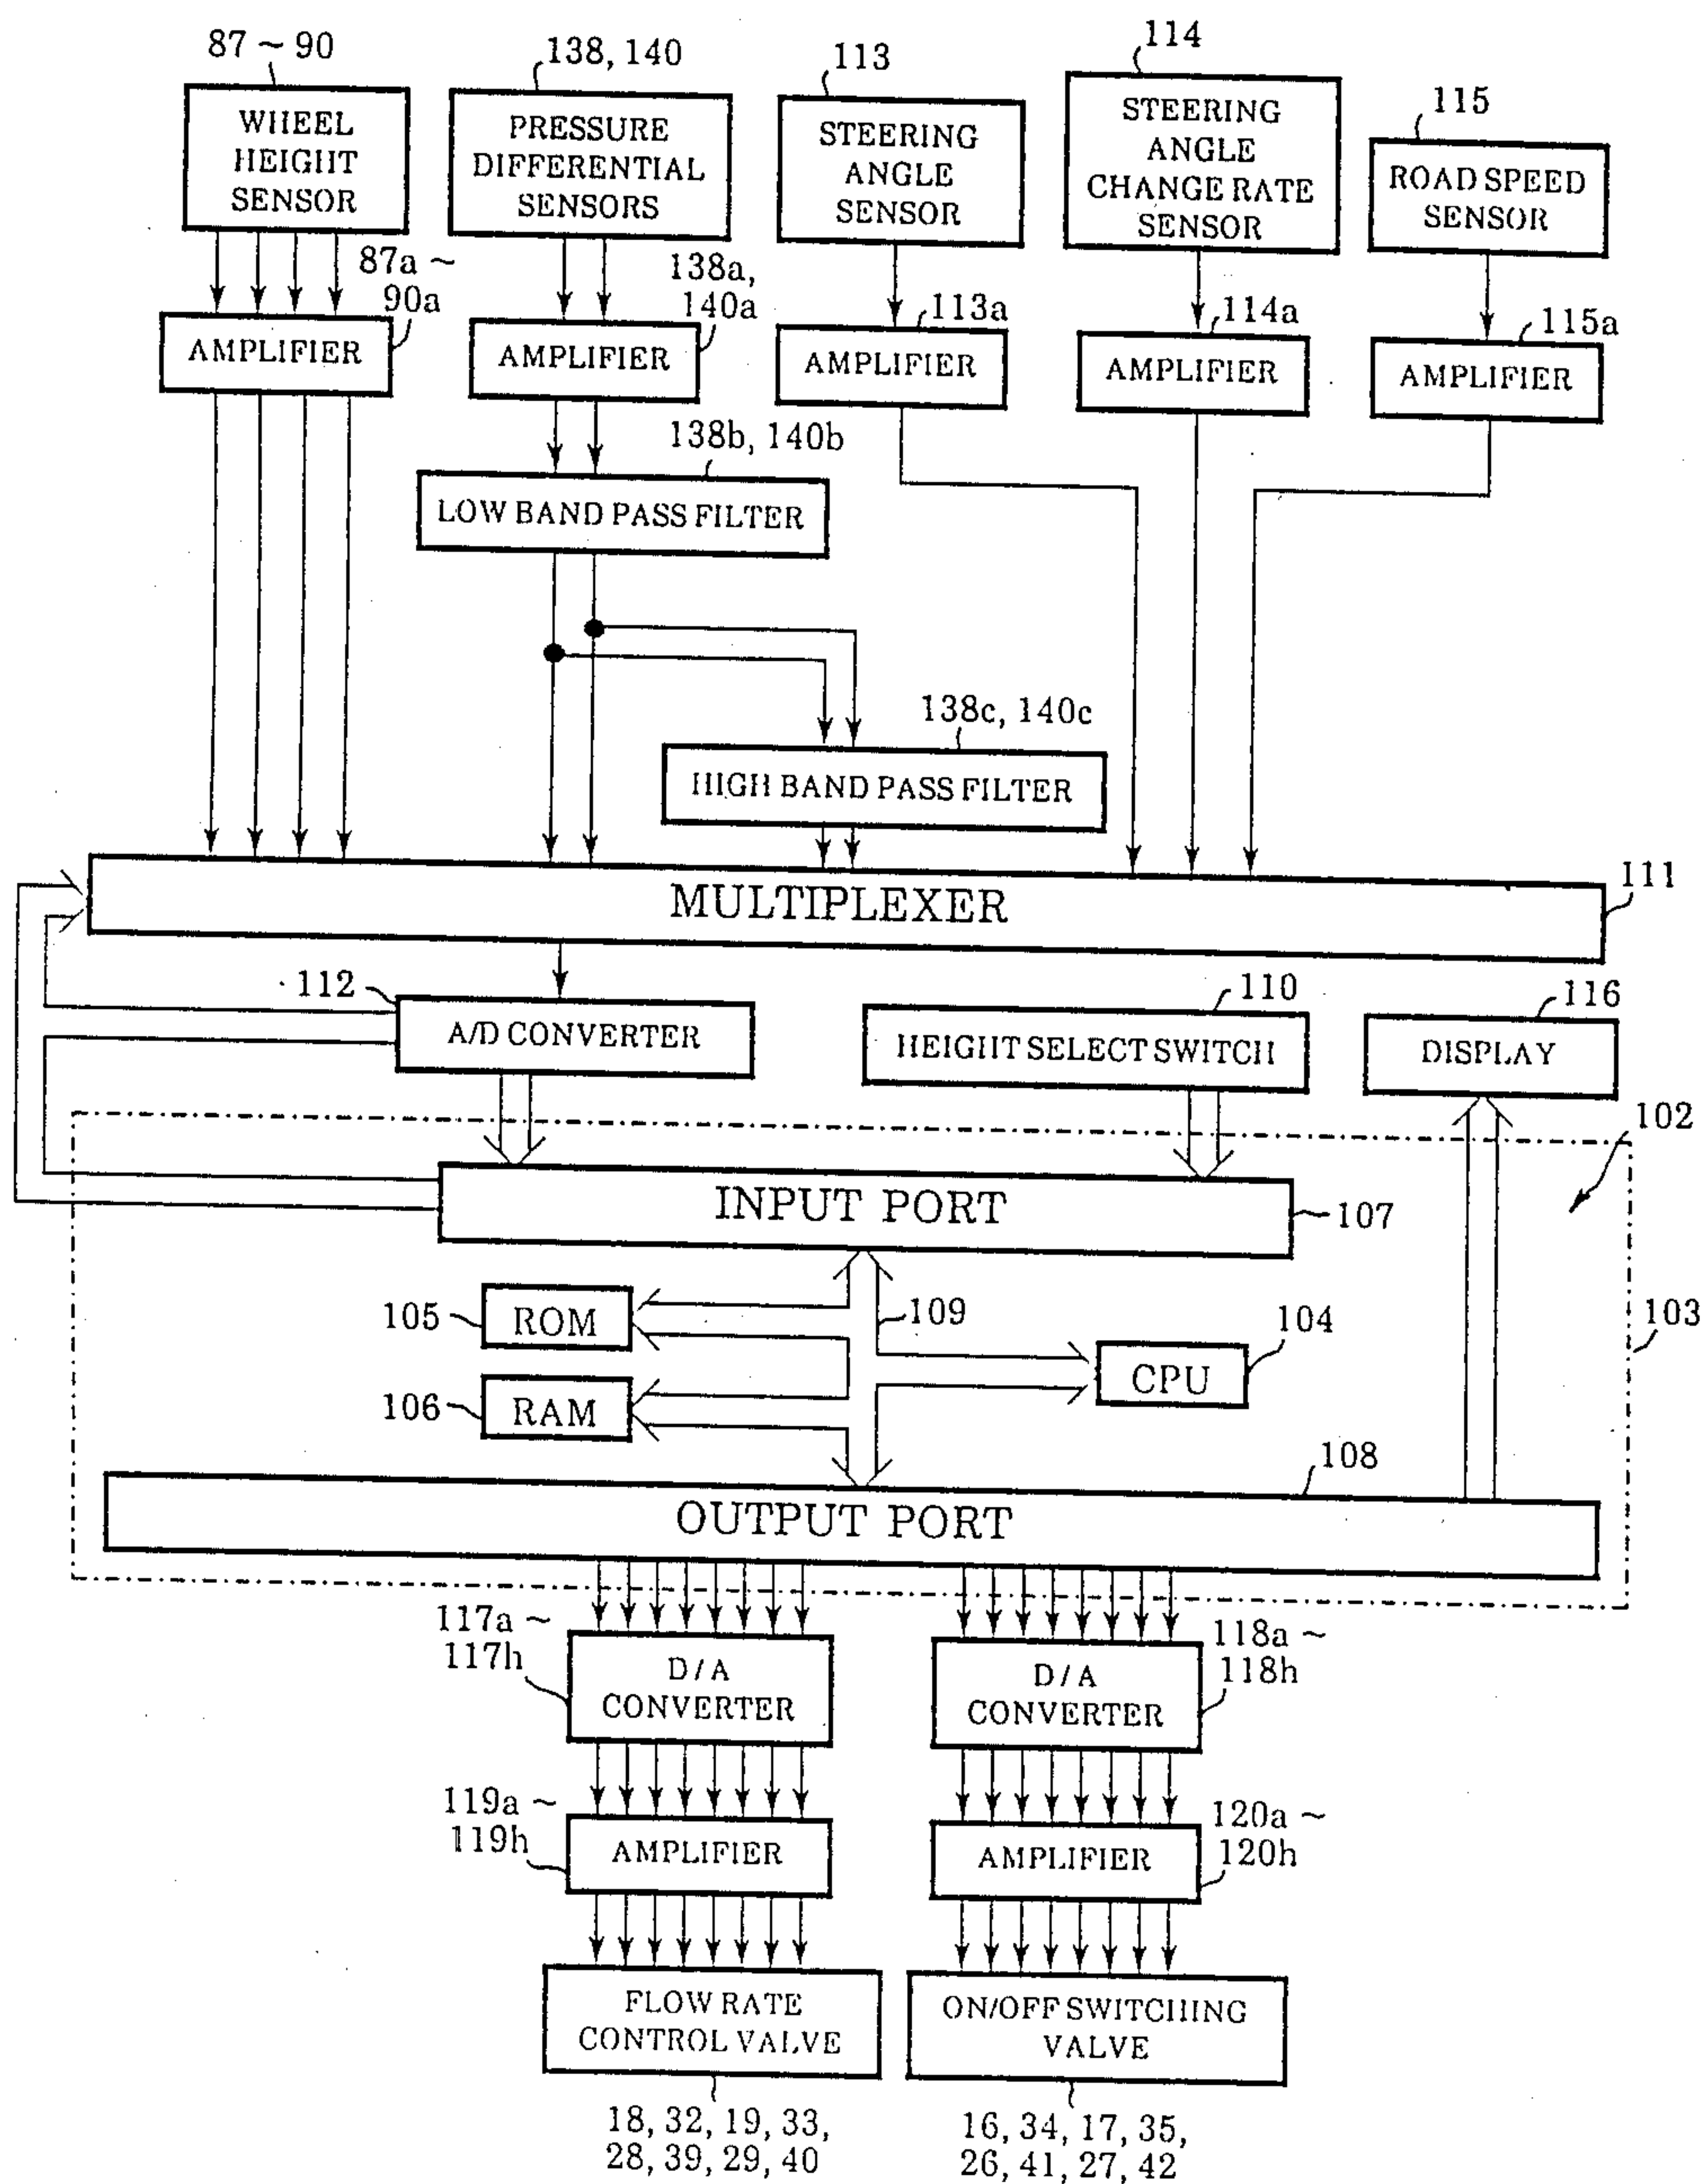 87 ~ 90
138, 140
113
114
115
WHEEL
HEIGHT
SENSOR
PRESSURE
DIFFERENTIAL
SENSORS
STEERING
ANGLE
SENSOR
STEERING
ANGLE
CHANGE RATE
SENSOR
ROAD SPEED
SENSOR
87a ~
90a
138a,
140a
113a
114a
115a
AMPLIFIER
AMPLIFIER
AMPLIFIER
AMPLIFIER
AMPLIFIER
138b, 140b
LOW BAND PASS FILTER
138c, 140c
HIGH BAND PASS FILTER
MULTIPLEXER
111
112
110
116
A/D CONVERTER
HEIGHT SELECT SWITCH
DISPLAY
102
INPUT PORT
107
105
ROM
109
104
103
CPU
106
RAM
108
OUTPUT PORT
117a ~
117h
D/A
CONVERTER
118a ~
118h
D/A
CONVERTER
119a ~
119h
AMPLIFIER
120a ~
120h
AMPLIFIER
FLOW RATE
CONTROL VALVE
ON/OFF SWITCHING
VALVE
18, 32, 19, 33,
28, 39, 29, 40
16, 34, 17, 35,
26, 41, 27, 42